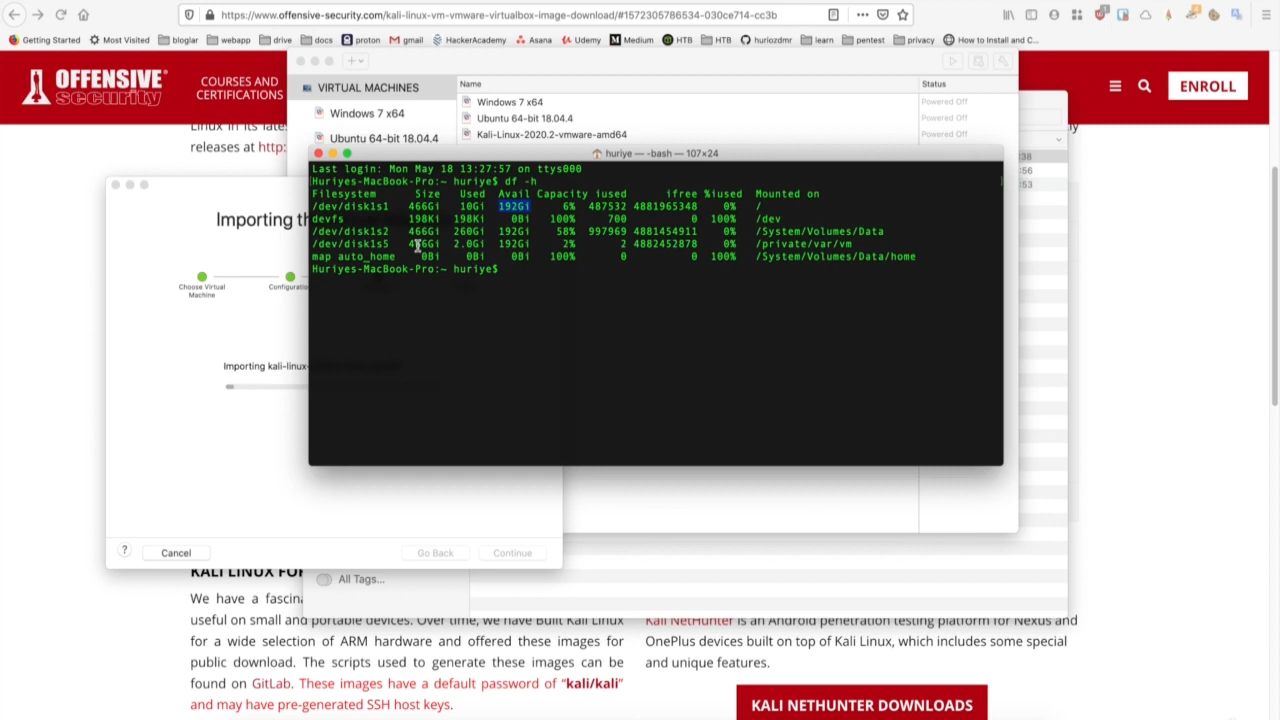 https://www.offensive-security.com/kali-linux-vm-vmware-virtualbox-image-download/#1572305786534-030ce714-cc3b
Getting Started Most Visited bloglar webapp drive docs proton gmail HackerAcademy Asana Udemy Medium HTB HTB huriozdmr learn pentest privacy How to Install and C...
OFFENSIVE
security
COURSES AND
CERTIFICATIONS
ENROLL
VIRTUAL MACHINES
Windows 7 x64
Ubuntu 64-bit 18.04.4
Name Status
Windows 7 x64 Powered Off
Ubuntu 64-bit 18.04.4 Powered Off
Kali-Linux-2020.2-vmware-amd64 Powered Off
Linux in its late
releases at http:
:38
:56
:53
huriye — -bash — 107×24
Last login: Mon May 18 13:27:57 on ttys000
Huriyes-MacBook-Pro:~ huriye$ df -h
Filesystem Size Used Avail Capacity iused ifree %iused Mounted on
/dev/disk1s1 466Gi 10Gi 192Gi 6% 487532 4881965348 0% /
devfs 198Ki 198Ki 0Bi 100% 700 0 100% /dev
/dev/disk1s2 466Gi 260Gi 192Gi 58% 997969 4881454911 0% /System/Volumes/Data
/dev/disk1s5 466Gi 2.0Gi 192Gi 2% 2 4882452878 0% /private/var/vm
map auto_home 0Bi 0Bi 0Bi 100% 0 0 100% /System/Volumes/Data/home
Huriyes-MacBook-Pro:~ huriye$
Importing th
Choose Virtual
Machine
Configuratio
Importing kali-linux-
?
Cancel
Go Back
Continue
All Tags...
KALI LINUX FO
We have a fascina
useful on small and portable devices. Over time, we have Built Kali Linux
for a wide selection of ARM hardware and offered these images for
public download. The scripts used to generate these images can be
found on GitLab. These images have a default password of “kali/kali”
and may have pre-generated SSH host keys.
Kali NetHunter is an Android penetration testing platform for Nexus and
OnePlus devices built on top of Kali Linux, which includes some special
and unique features.
KALI NETHUNTER DOWNLOADS